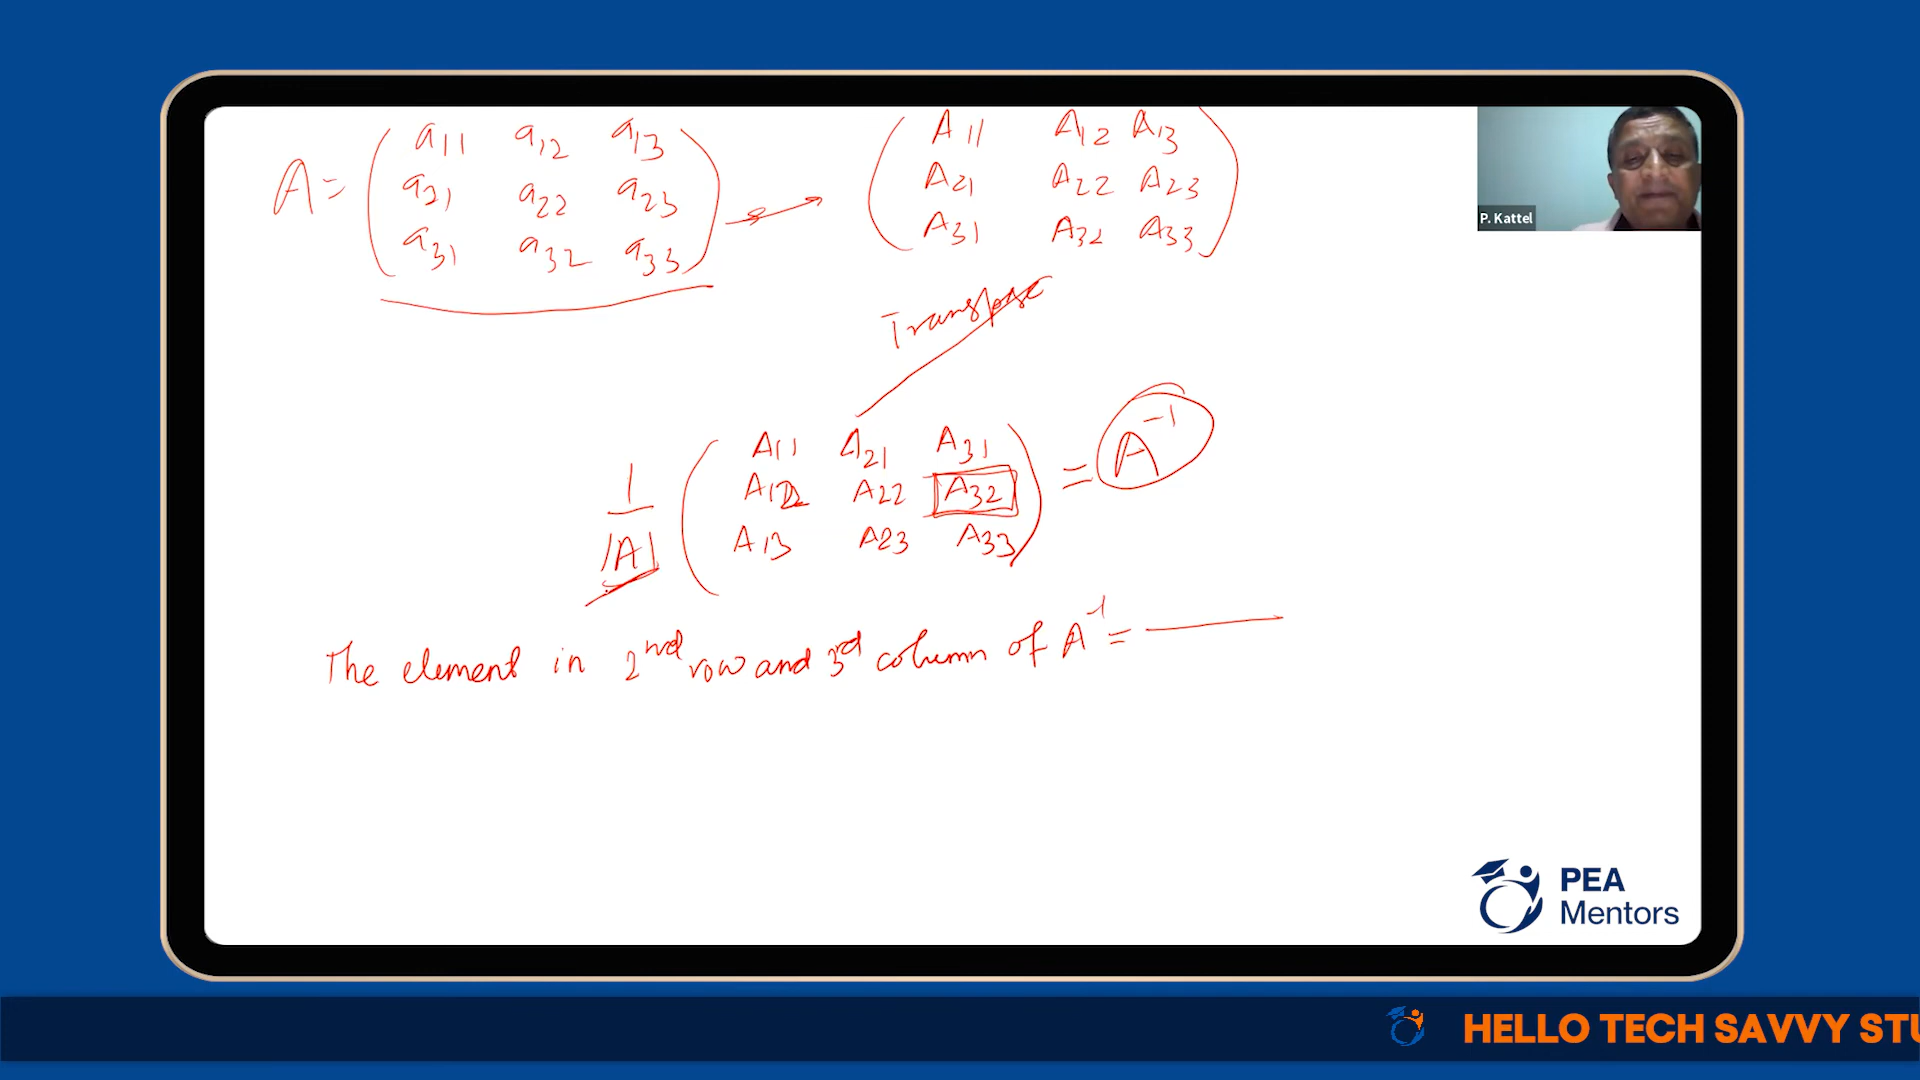 A = ( a11 a12 a13
a21 a22 a23
a31 a32 a33 )
( A11 A12 A13
A21 A22 A23
A31 A32 A33 )
P. Kattel
Transpose
1/|A| ( A11 A21 A31
A12 A22 A32
A13 A23 A33 ) = A⁻¹
The element in 2nd row and 3rd column of A⁻¹ = ______
PEA
Mentors
HELLO TECH SAVVY STU